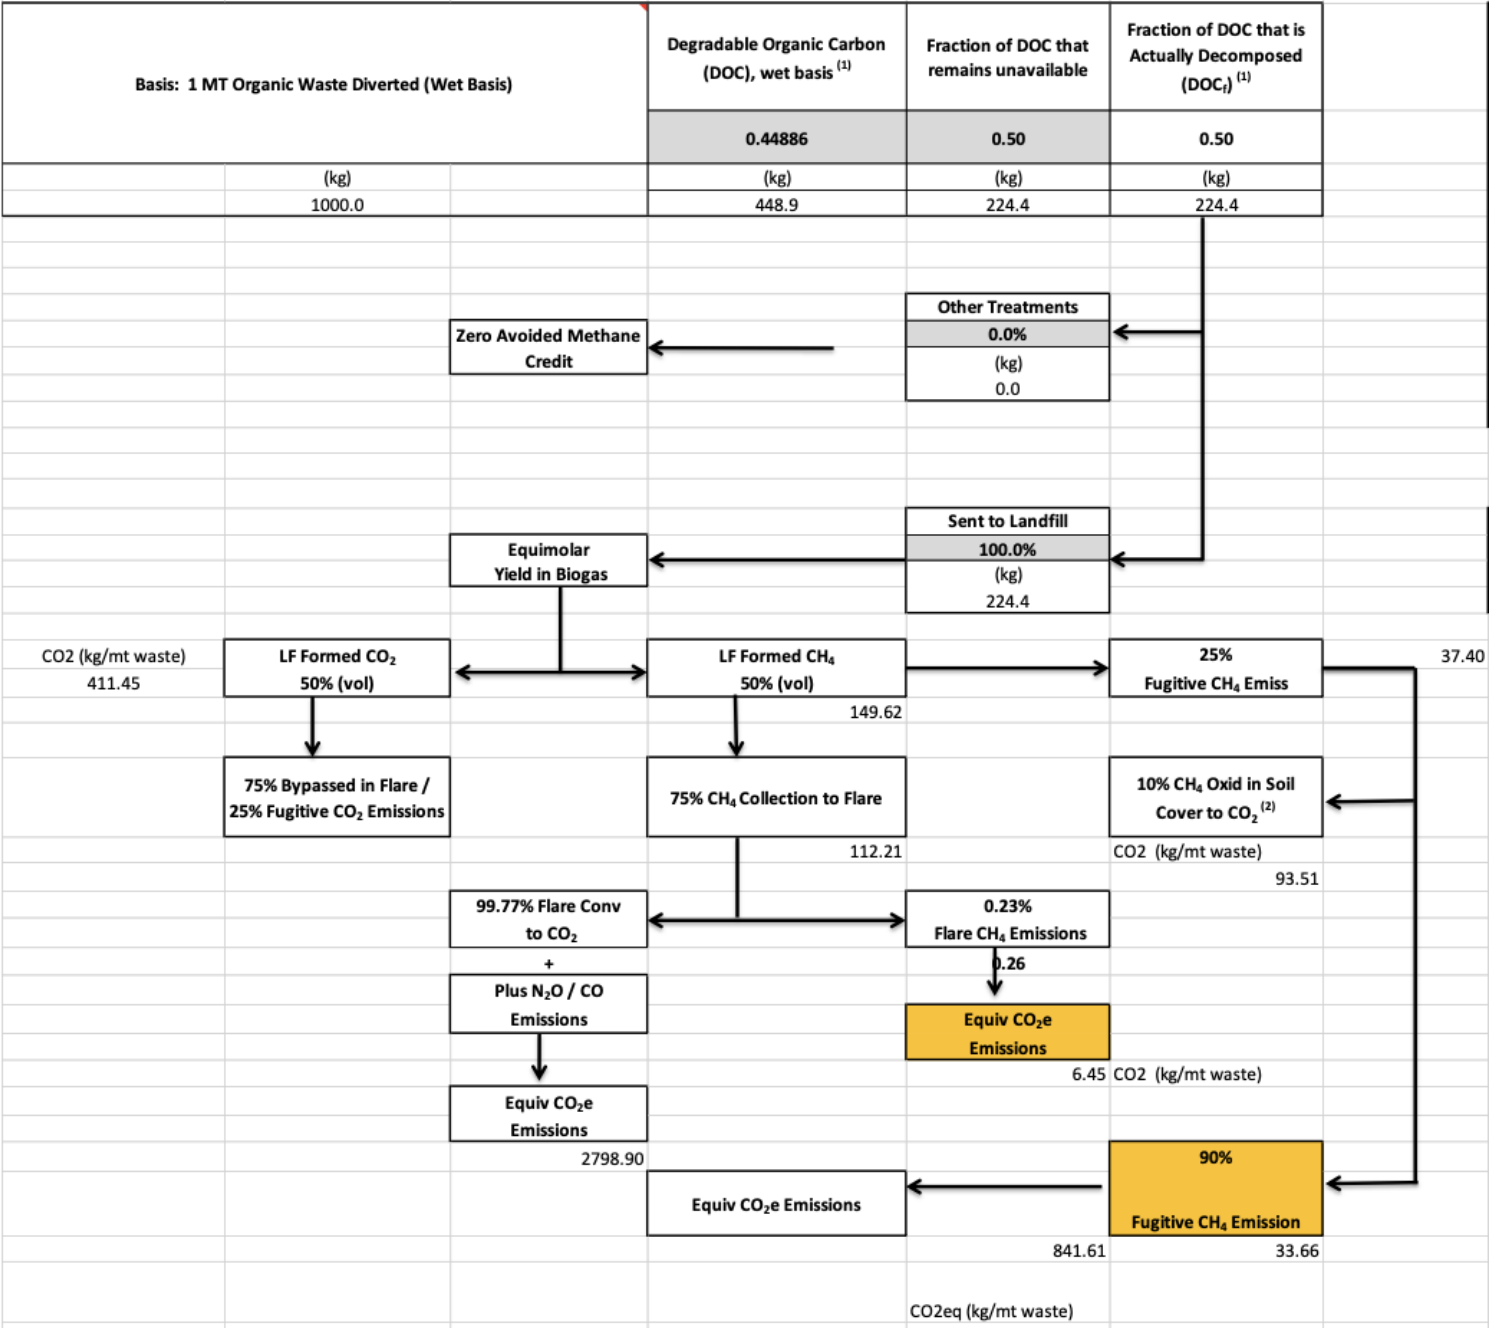 Basis: 1 MT Organic Waste Diverted (Wet Basis)
Degradable Organic Carbon
(DOC), wet basis (1)
Fraction of DOC that
remains unavailable
Fraction of DOC that is
Actually Decomposed
(DOCf) (1)
0.44886
0.50
0.50
(kg)
(kg)
(kg)
(kg)
1000.0
448.9
224.4
224.4
Other Treatments
0.0%
(kg)
0.0
Zero Avoided Methane
Credit
Sent to Landfill
100.0%
(kg)
224.4
Equimolar
Yield in Biogas
CO2 (kg/mt waste)
411.45
LF Formed CO₂
50% (vol)
LF Formed CH₄
50% (vol)
149.62
25%
Fugitive CH₄ Emiss
37.40
75% Bypassed in Flare /
25% Fugitive CO₂ Emissions
75% CH₄ Collection to Flare
112.21
10% CH₄ Oxid in Soil
Cover to CO₂ (2)
CO2 (kg/mt waste)
93.51
99.77% Flare Conv
to CO₂
+
Plus N₂O / CO
Emissions
0.23%
Flare CH₄ Emissions
0.26
Equiv CO₂e
Emissions
6.45 CO2 (kg/mt waste)
Equiv CO₂e
Emissions
2798.90
90%
Fugitive CH₄ Emission
33.66
Equiv CO₂e Emissions
841.61
CO2eq (kg/mt waste)